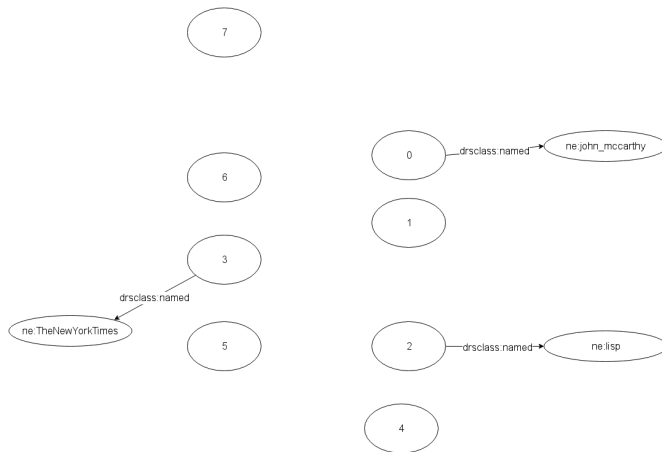 7
0
drsclass:named
ne:john_mccarthy
6
1
3
drsclass:named
ne:TheNewYorkTimes
5
2
drsclass:named
ne:lisp
4